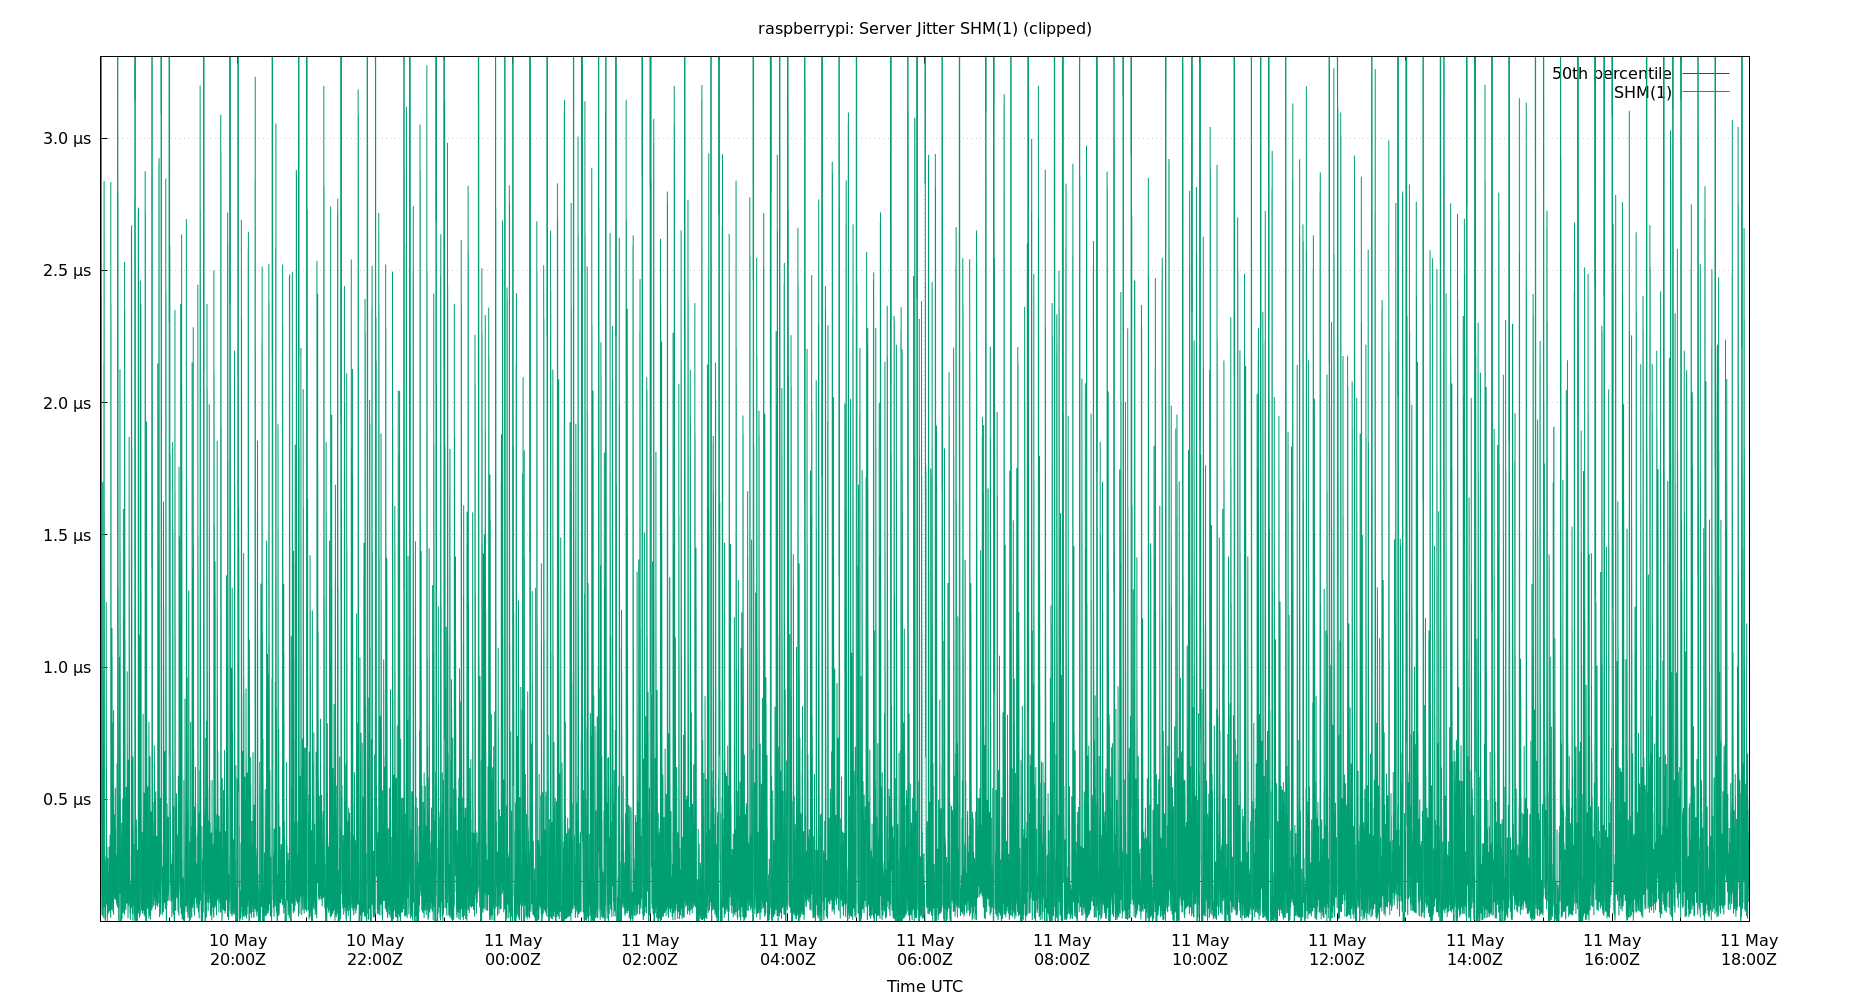 raspberrypi: Server Jitter SHM(1) (clipped)
50th percentile
SHM(1)
3.0 µs
2.5 µs
2.0 µs
1.5 µs
1.0 µs
0.5 µs
10 May 10 May 11 May 11 May 11 May 11 May 11 May 11 May 11 May 11 May 11 May 11 May
20:00Z 22:00Z 00:00Z 02:00Z 04:00Z 06:00Z 08:00Z 10:00Z 12:00Z 14:00Z 16:00Z 18:00Z
Time UTC